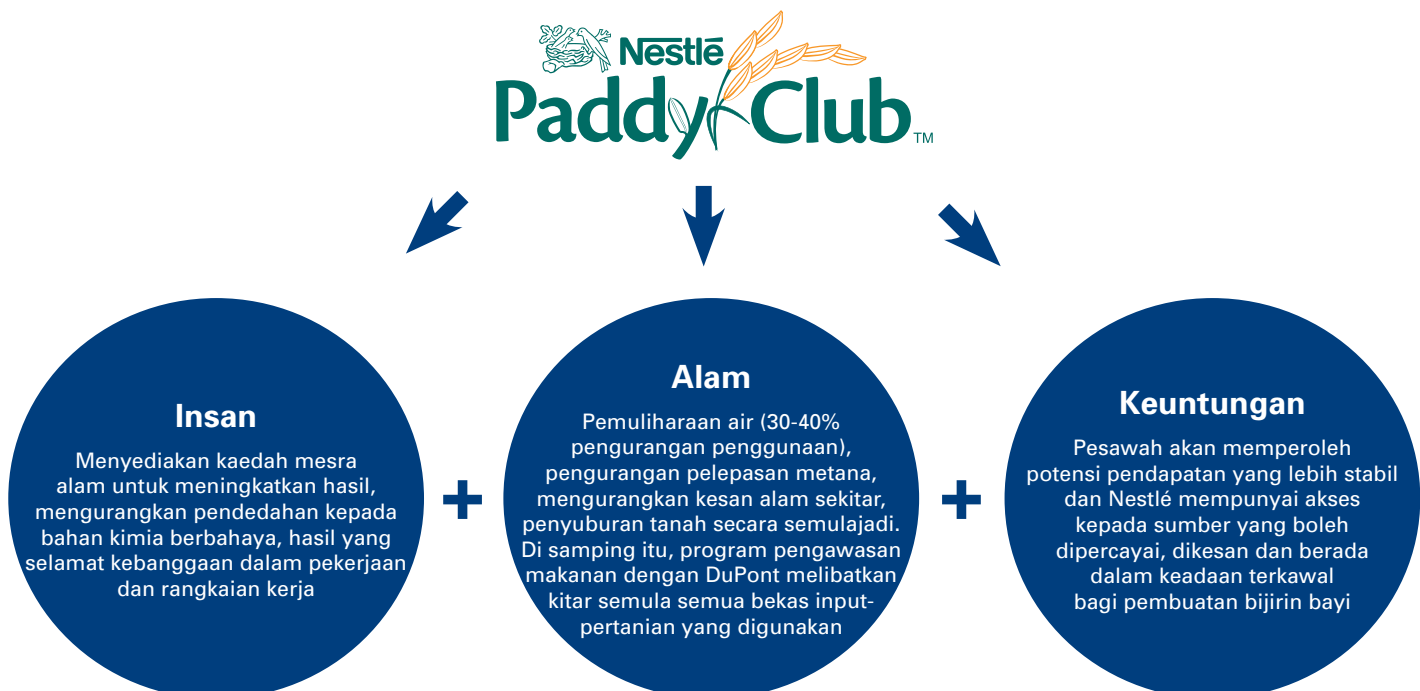 Nestlé
Paddy Club™
Insan
Menyediakan kaedah mesra
alam untuk meningkatkan hasil,
mengurangkan pendedahan kepada
bahan kimia berbahaya, hasil yang
selamat kebanggaan dalam pekerjaan
dan rangkaian kerja
+
Alam
Pemuliharaan air (30-40%
pengurangan penggunaan),
pengurangan pelepasan metana,
mengurangkan kesan alam sekitar,
penyuburan tanah secara semulajadi.
Di samping itu, program pengawasan
makanan dengan DuPont melibatkan
kitar semula semua bekas input-
pertanian yang digunakan
+
Keuntungan
Pesawah akan memperoleh
potensi pendapatan yang lebih stabil
dan Nestlé mempunyai akses
kepada sumber yang boleh
dipercayai, dikesan dan berada
dalam keadaan terkawal
bagi pembuatan bijirin bayi